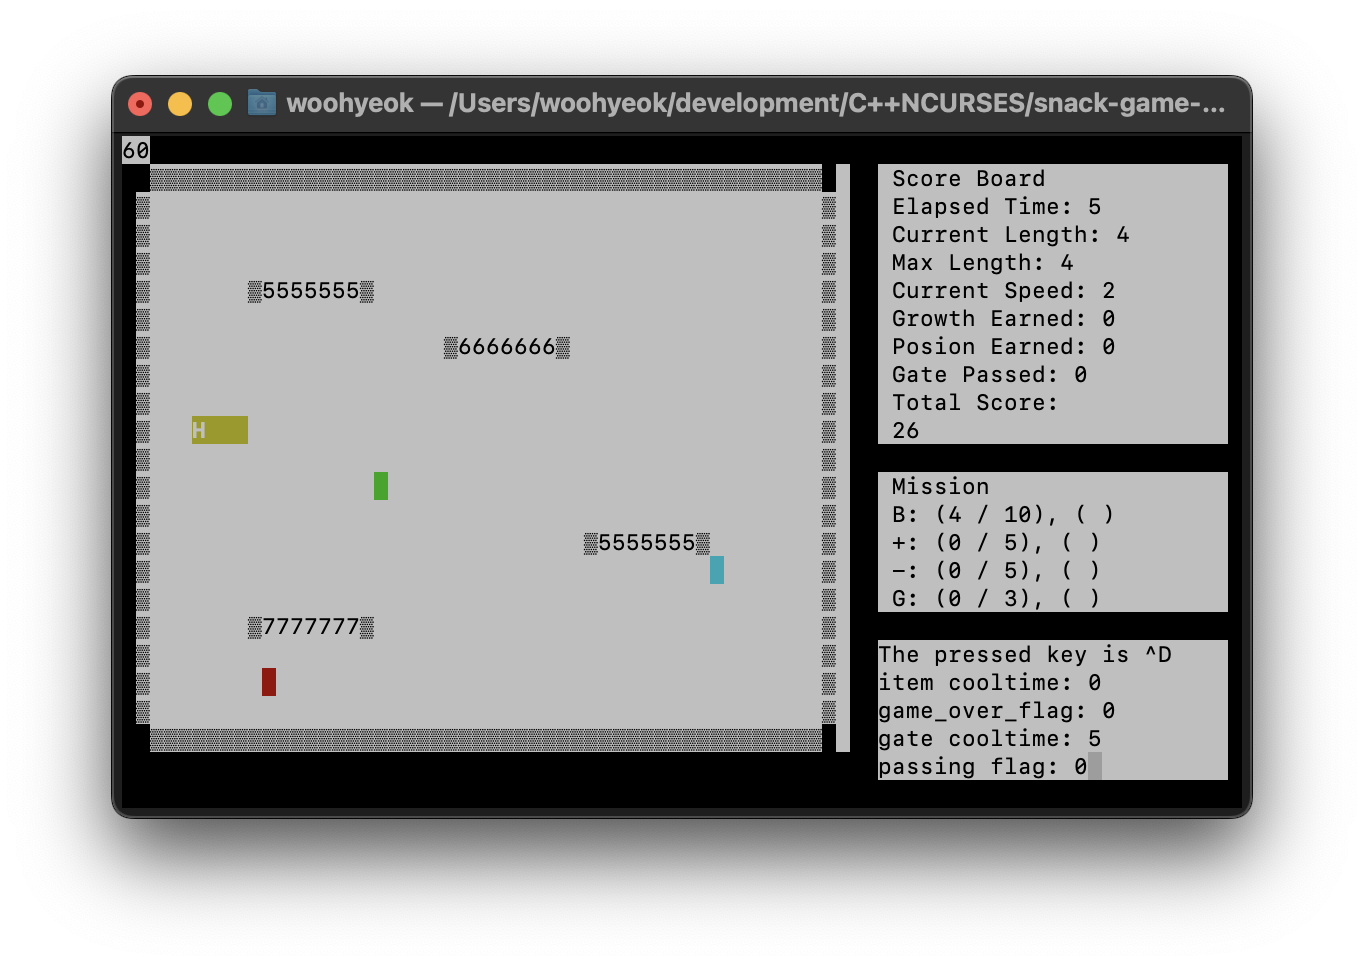 woohyeok — /Users/woohyeok/development/C++NCURSES/snack-game-...
60
5555555
6666666
H
5555555
7777777
Score Board
Elapsed Time: 5
Current Length: 4
Max Length: 4
Current Speed: 2
Growth Earned: 0
Posion Earned: 0
Gate Passed: 0
Total Score:
26
Mission
B: (4 / 10), ( )
+: (0 / 5), ( )
−: (0 / 5), ( )
G: (0 / 3), ( )
The pressed key is ^D
item cooltime: 0
game_over_flag: 0
gate cooltime: 5
passing flag: 0